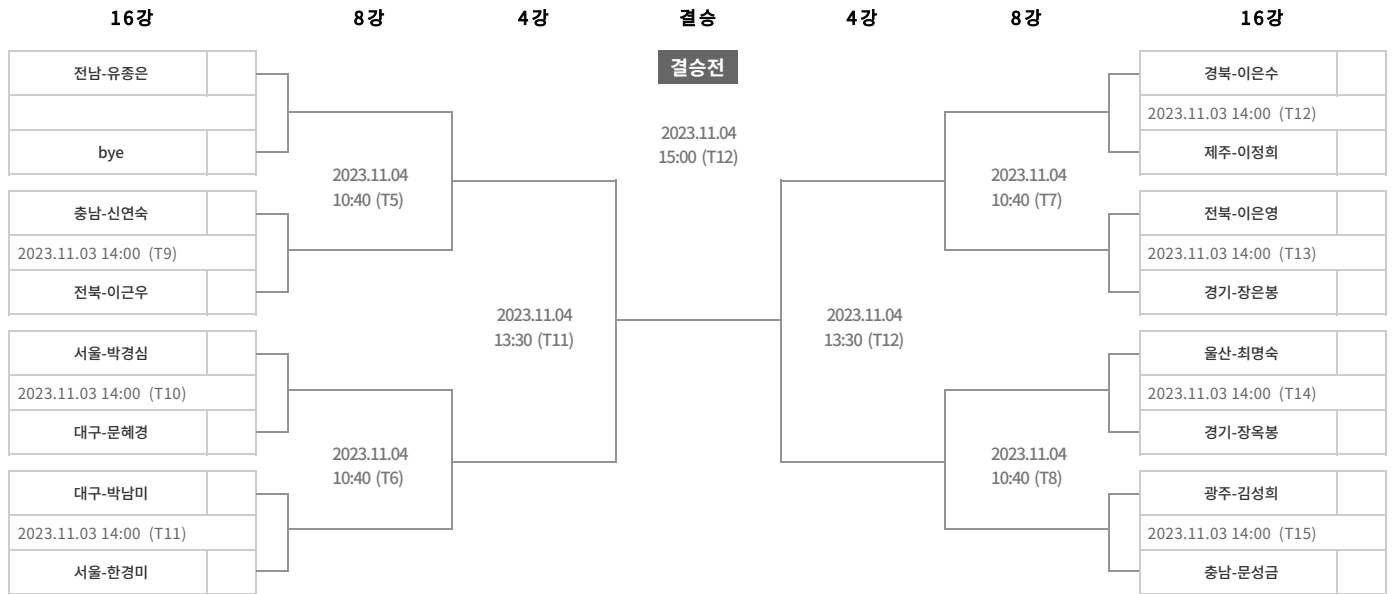 16강 8강 4강 결승 4강 8강 16강
결승전
전남-유종은
bye
충남-신연숙
2023.11.03 14:00 (T9)
전북-이근우
서울-박경심
2023.11.03 14:00 (T10)
대구-문혜경
대구-박남미
2023.11.03 14:00 (T11)
서울-한경미
2023.11.04
10:40 (T5)
2023.11.04
10:40 (T6)
2023.11.04
13:30 (T11)
2023.11.04
15:00 (T12)
2023.11.04
13:30 (T12)
2023.11.04
10:40 (T7)
2023.11.04
10:40 (T8)
경북-이은수
2023.11.03 14:00 (T12)
제주-이정희
전북-이은영
2023.11.03 14:00 (T13)
경기-장은봉
울산-최명숙
2023.11.03 14:00 (T14)
경기-장옥봉
광주-김성희
2023.11.03 14:00 (T15)
충남-문성금